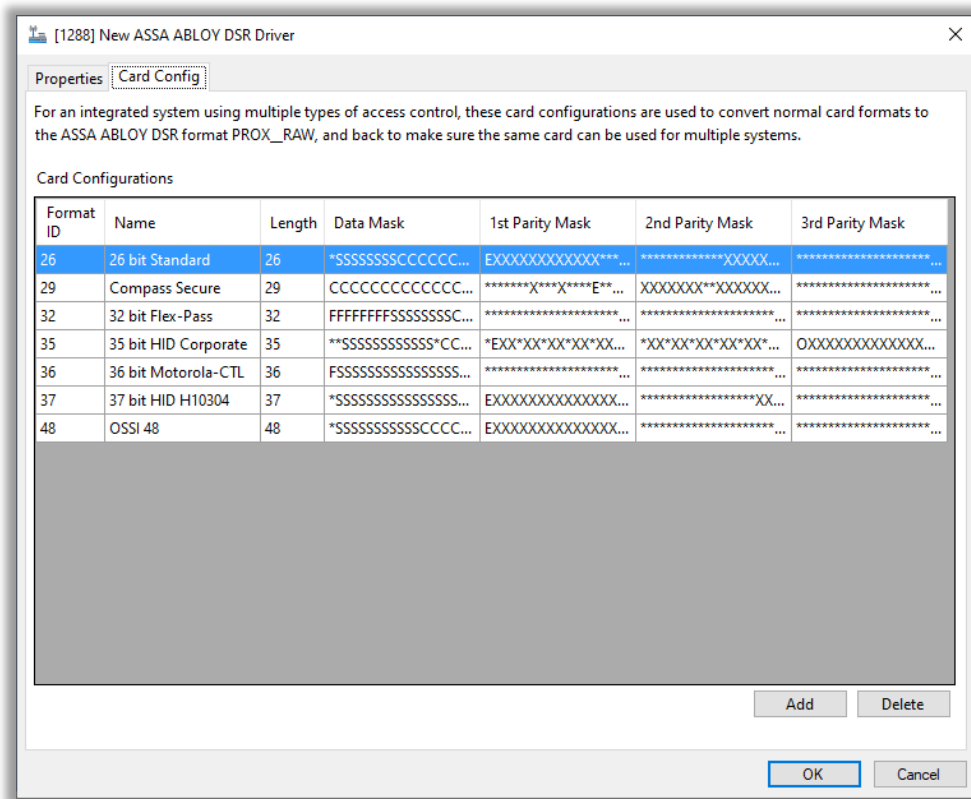 [1288] New ASSA ABLOY DSR Driver
Properties Card Config
For an integrated system using multiple types of access control, these card configurations are used to convert normal card formats to
the ASSA ABLOY DSR format PROX_RAW, and back to make sure the same card can be used for multiple systems.
Card Configurations
Format ID Name Length Data Mask 1st Parity Mask 2nd Parity Mask 3rd Parity Mask
26 26 bit Standard 26 *SSSSSSSSCCCCCC... EXXXXXXXXXXXX***... *************XXXXX... *********************...
29 Compass Secure 29 CCCCCCCCCCCCC... *******X***X****E**... XXXXXXX**XXXXXX... *********************...
32 32 bit Flex-Pass 32 FFFFFFFFSSSSSSSSC... *********************... *********************... *********************...
35 35 bit HID Corporate 35 **SSSSSSSSSSSS*CC... *EXX*XX*XX*XX*XX... *XX*XX*XX*XX*XX*... OXXXXXXXXXXXXX...
36 36 bit Motorola-CTL 36 FSSSSSSSSSSSSSSSS... *********************... *********************... *********************...
37 37 bit HID H10304 37 *SSSSSSSSSSSSSSSS... EXXXXXXXXXXXXXX... ******************XX... *********************...
48 OSSI 48 48 *SSSSSSSSSSSCCCC... EXXXXXXXXXXXXXX... *********************... *********************...
Add Delete
OK Cancel